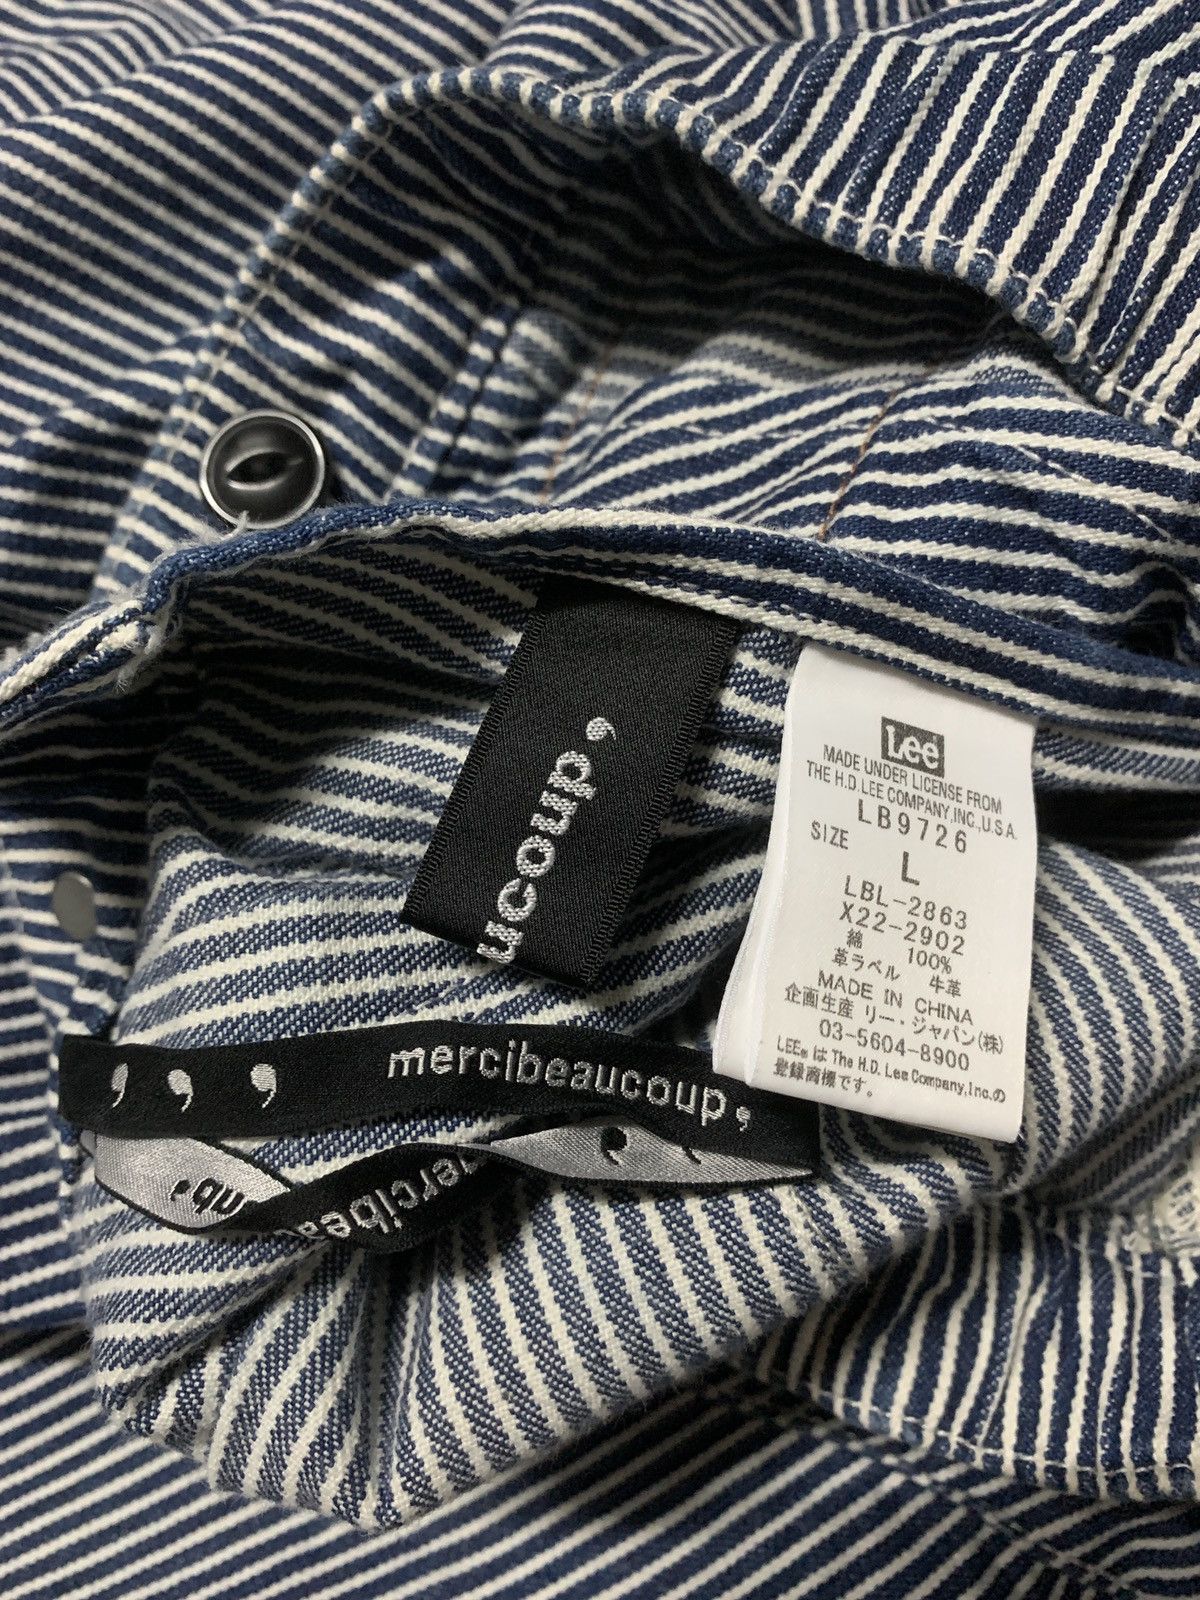 ucoup,
Lee
MADE UNDER LICENSE FROM
THE H.D. LEE COMPANY, INC., U.S.A.
LB9726
SIZE L
LBL-2863
X22-2902
綿 100%
革ラベル 牛革
MADE IN CHINA
企画生産 リー・ジャパン(株)
03-5604-8900
LEE®は The H.D. Lee Company, Inc.の
登録商標です。
, , , mercibeaucoup,
mb,
ercibea